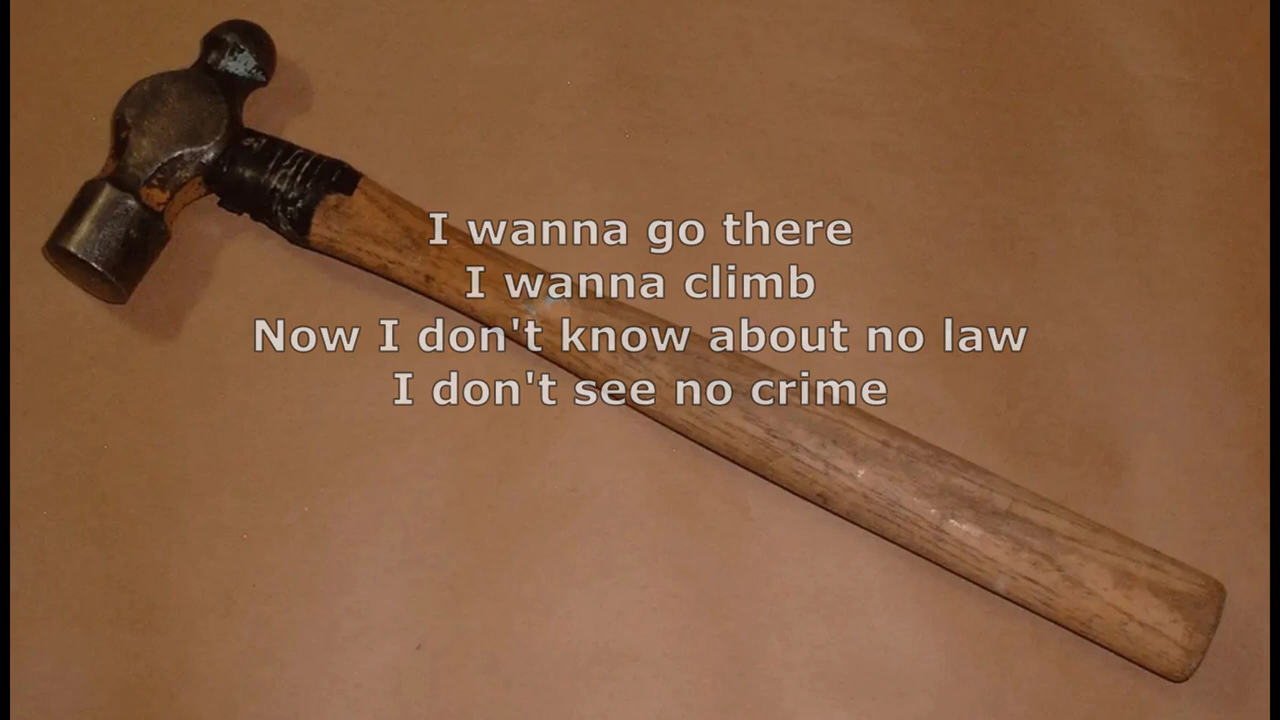 I wanna go there
I wanna climb
Now I don't know about no law
I don't see no crime